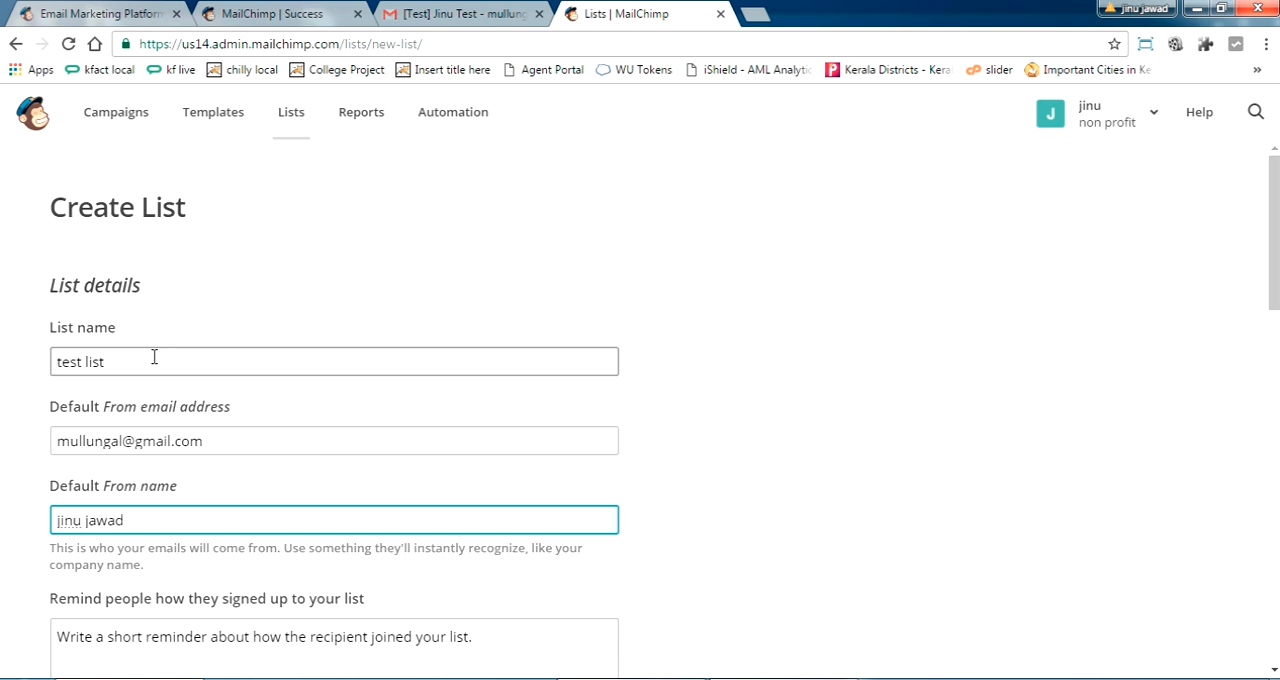 Email Marketing Platform
MailChimp | Success
[Test] Jinu Test - mullung
Lists | MailChimp
jinu jawad
https://us14.admin.mailchimp.com/lists/new-list/
Apps kfact local kf live chilly local College Project Insert title here Agent Portal WU Tokens iShield - AML Analytic Kerala Districts - Kera slider Important Cities in Ke »
Campaigns Templates Lists Reports Automation
J jinu Help
non profit
Create List
List details
List name
test list
Default From email address
mullungal@gmail.com
Default From name
jinu jawad
This is who your emails will come from. Use something they'll instantly recognize, like your
company name.
Remind people how they signed up to your list
Write a short reminder about how the recipient joined your list.